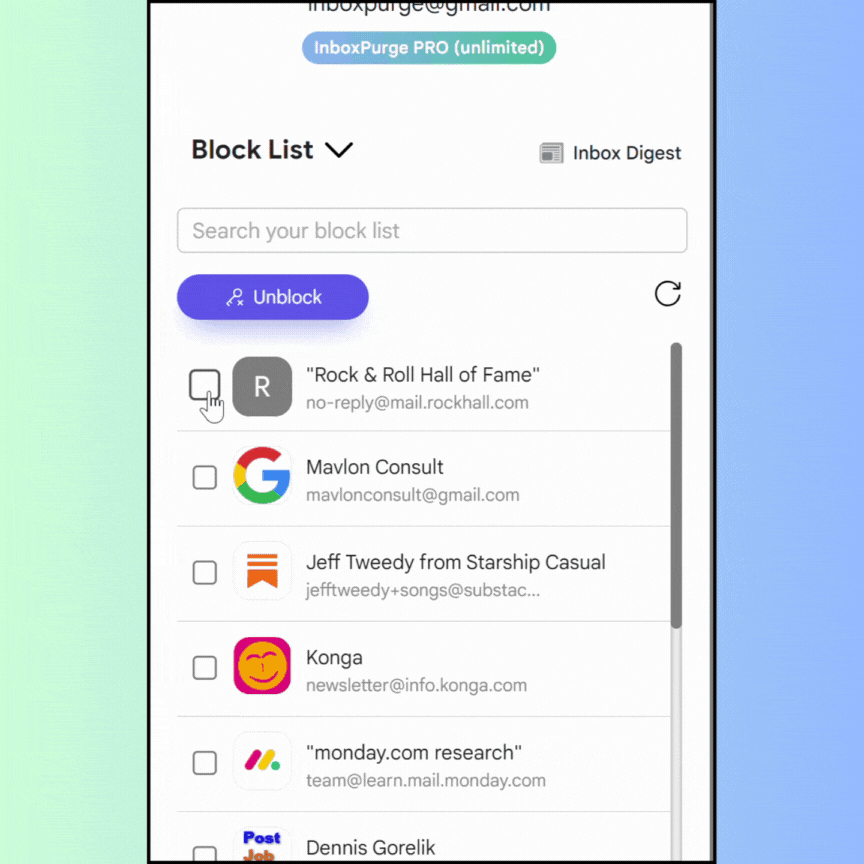 inboxpurge@gmail.com
InboxPurge PRO (unlimited)
Block List
Inbox Digest
Search your block list
Unblock
R
"Rock & Roll Hall of Fame"
no-reply@mail.rockhall.com
G
Mavlon Consult
mavlonconsult@gmail.com
Jeff Tweedy from Starship Casual
jefftweedy+songs@substac...
Konga
newsletter@info.konga.com
"monday.com research"
team@learn.mail.monday.com
Post
Job
Dennis Gorelik